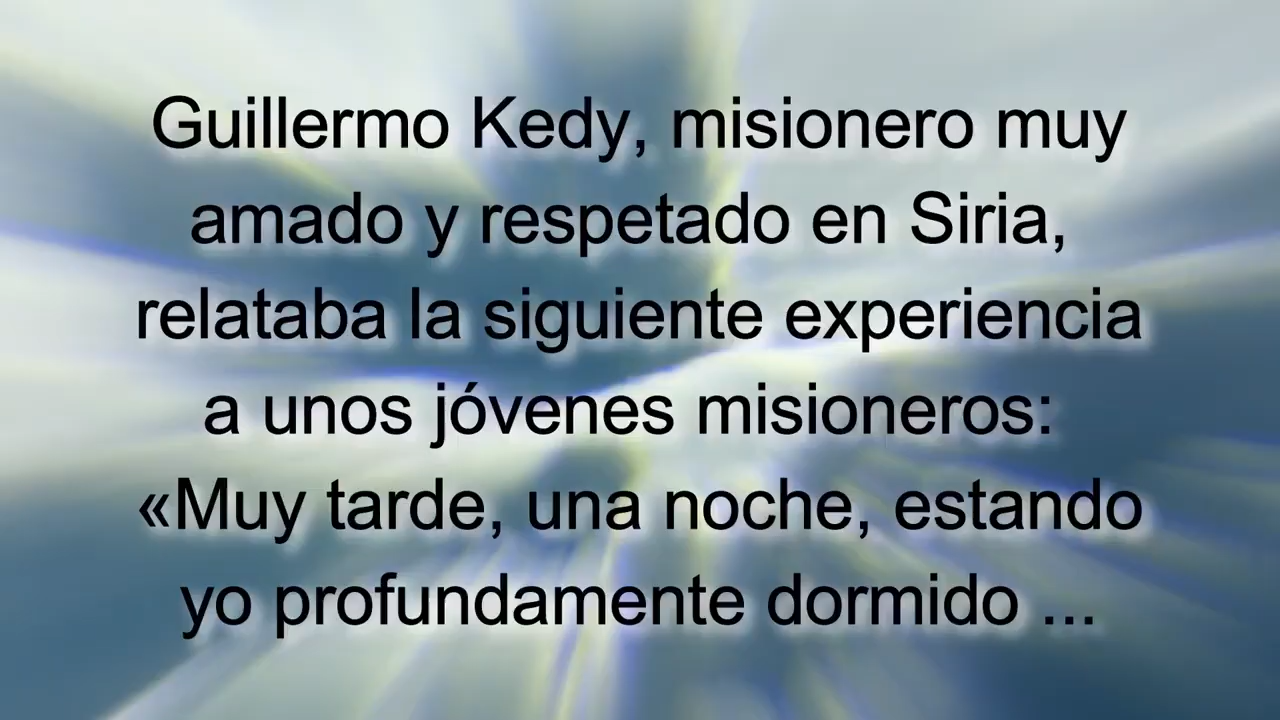 Guillermo Kedy, misionero muy
amado y respetado en Siria,
relataba la siguiente experiencia
a unos jóvenes misioneros:
«Muy tarde, una noche, estando
yo profundamente dormido ...